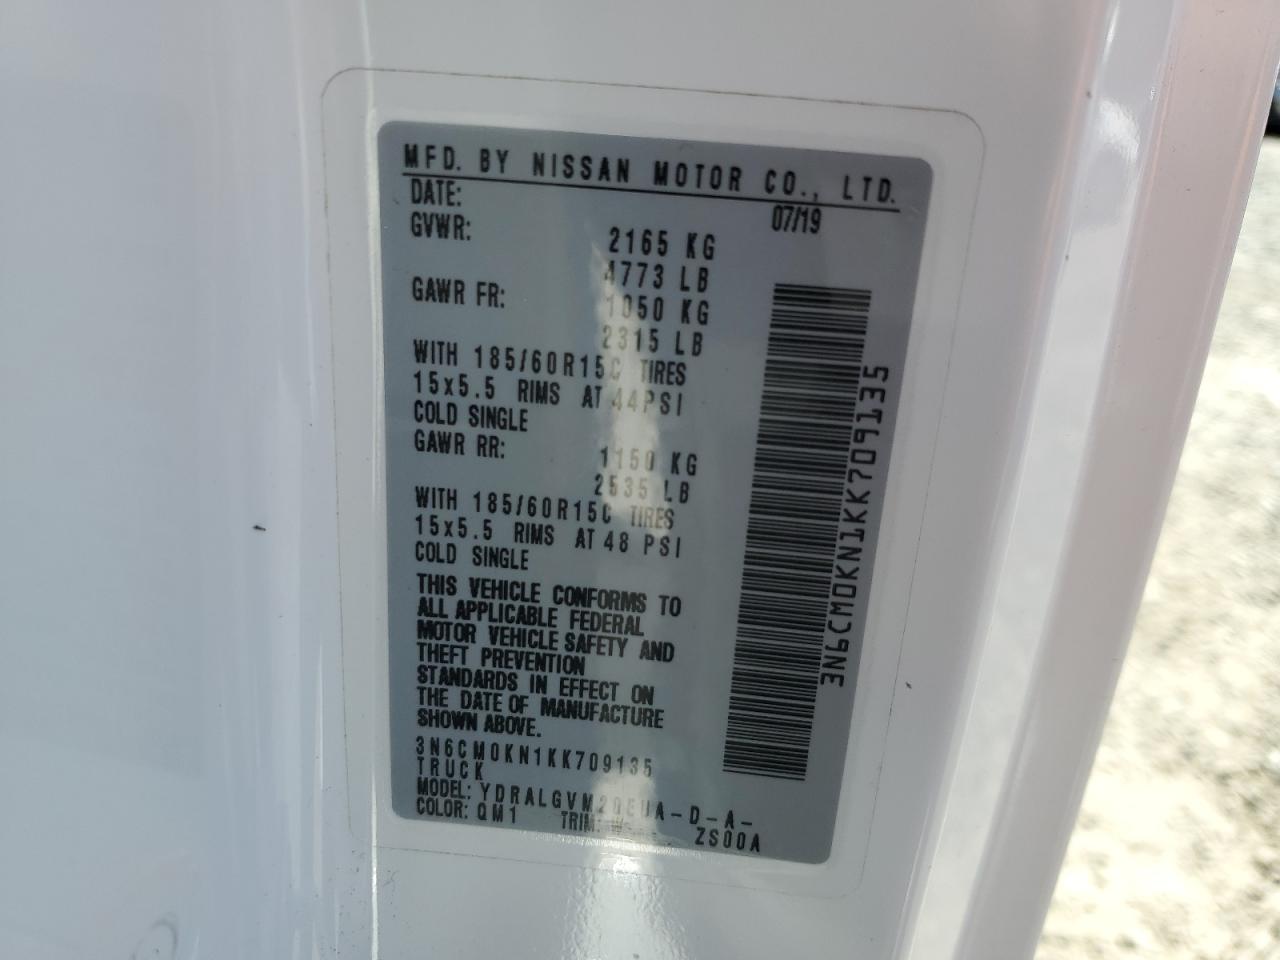 MFD. BY NISSAN MOTOR CO., LTD.
DATE: 07/19
GVWR: 2165 KG
4773 LB
GAWR FR: 1050 KG
2315 LB
WITH 185/60R15C TIRES
15x5.5 RIMS AT 44PSI
COLD SINGLE
GAWR RR: 1150 KG
2535 LB
WITH 185/60R15C TIRES
15x5.5 RIMS AT 48 PSI
COLD SINGLE
THIS VEHICLE CONFORMS TO
ALL APPLICABLE FEDERAL
MOTOR VEHICLE SAFETY AND
THEFT PREVENTION
STANDARDS IN EFFECT ON
THE DATE OF MANUFACTURE
SHOWN ABOVE.
3N6CM0KN1KK709135
TRUCK
MODEL: YDRALGVM20EUA-D-A-
COLOR: QM1 TRIM: ZS00A
3N6CM0KN1KK709135